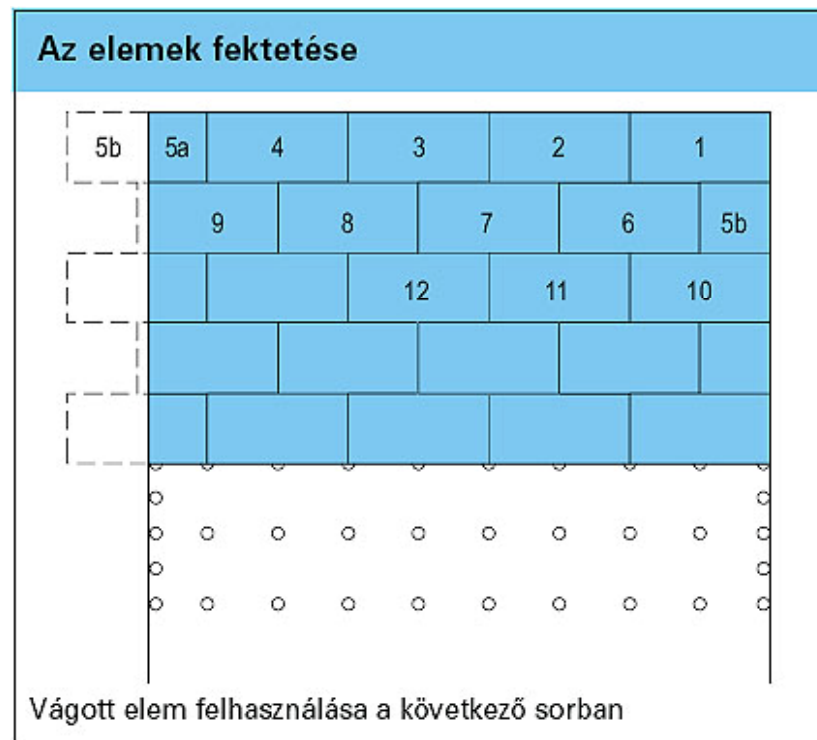 Az elemek fektetése
5b 5a 4 3 2 1
9 8 7 6 5b
12 11 10
Vágott elem felhasználása a következő sorban